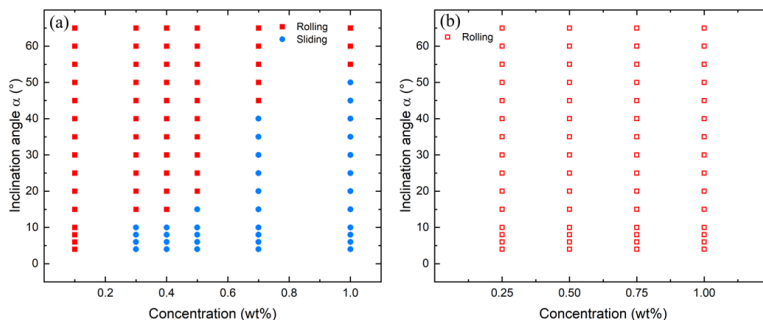 (a)
Rolling
Sliding
Inclination angle α (°)
60
50
40
30
20
10
0
0.2
0.4
0.6
0.8
1.0
Concentration (wt%)
(b)
Rolling
Inclination angle α (°)
60
50
40
30
20
10
0
0.25
0.50
0.75
1.00
Concentration (wt%)